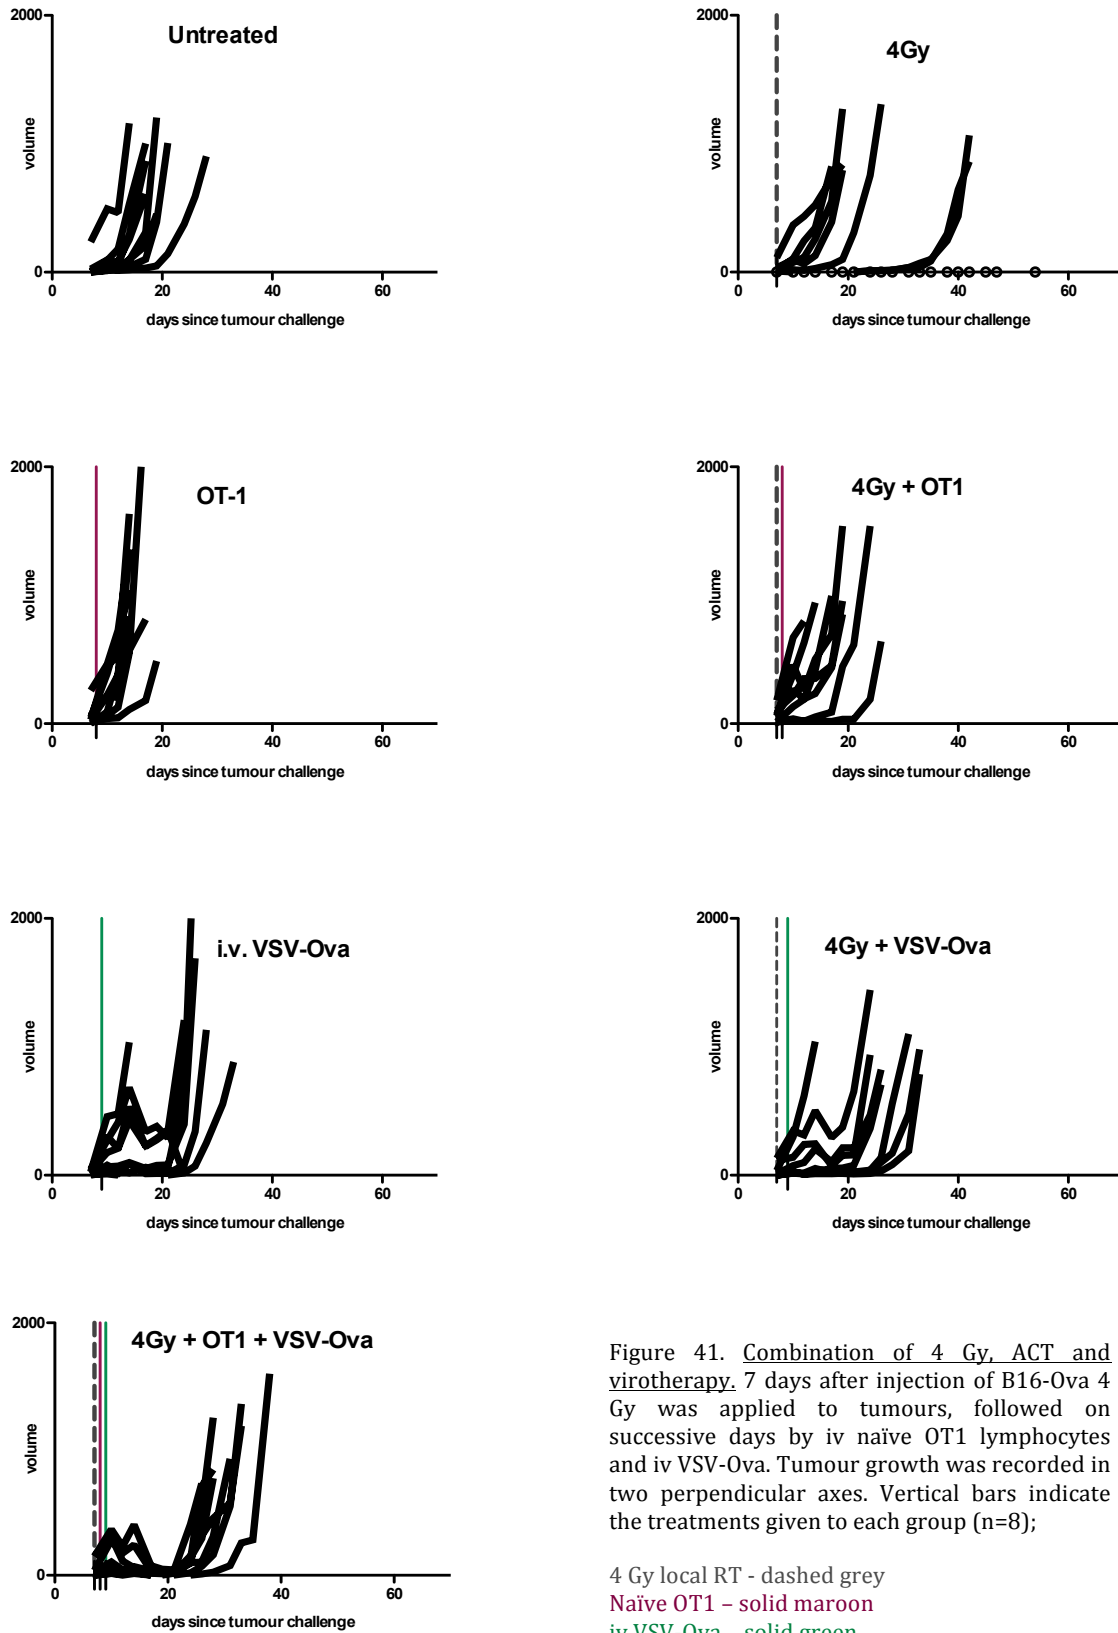 2000
Untreated
volume
0
0
20
40
60
days since tumour challenge
2000
4Gy
volume
0
0
20
40
60
days since tumour challenge
2000
OT-1
volume
0
0
20
40
60
days since tumour challenge
2000
4Gy + OT1
volume
0
0
20
40
60
days since tumour challenge
2000
i.v. VSV-Ova
volume
0
0
20
40
60
days since tumour challenge
2000
4Gy + VSV-Ova
volume
0
0
20
40
60
days since tumour challenge
2000
4Gy + OT1 + VSV-Ova
volume
0
0
20
40
60
days since tumour challenge
Figure 41. Combination of 4 Gy, ACT and
virotherapy. 7 days after injection of B16-Ova 4
Gy was applied to tumours, followed on
successive days by iv naïve OT1 lymphocytes
and iv VSV-Ova. Tumour growth was recorded in
two perpendicular axes. Vertical bars indicate
the treatments given to each group (n=8);
4 Gy local RT - dashed grey
Naïve OT1 – solid maroon
iv VSV-Ova – solid green